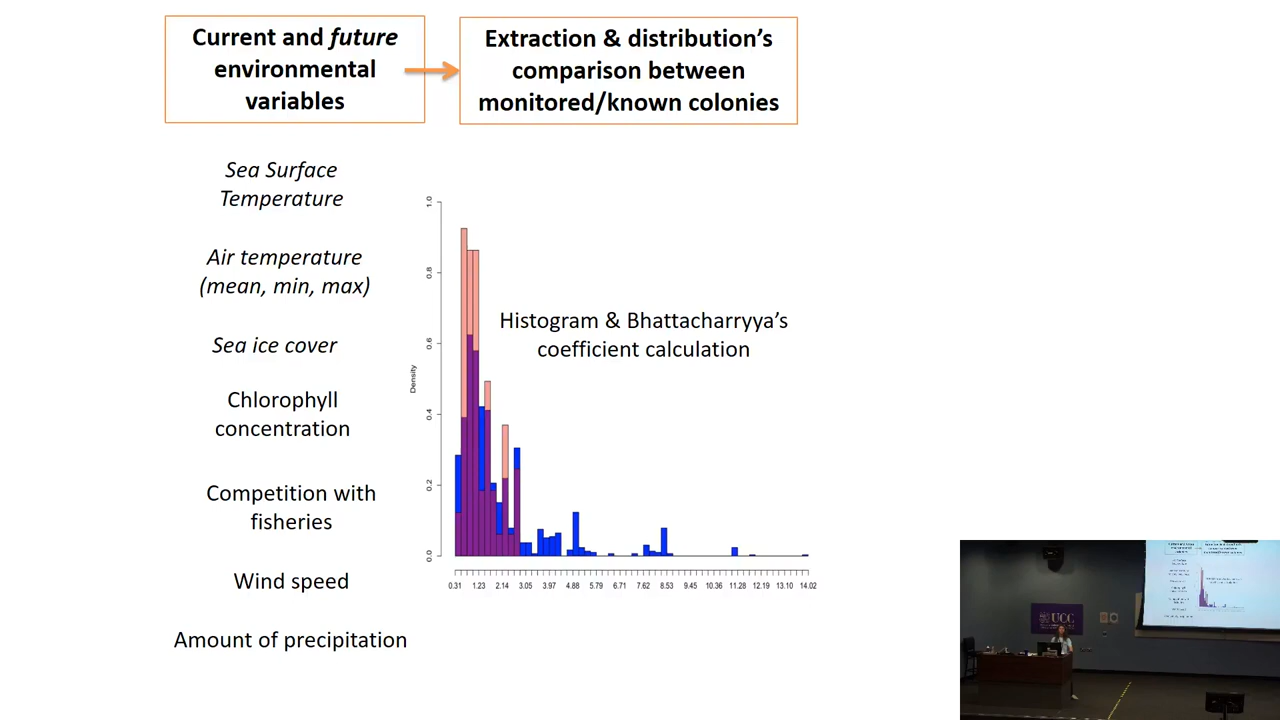 Current and future
environmental
variables
Extraction & distribution’s
comparison between
monitored/known colonies
Sea Surface
Temperature
Air temperature
(mean, min, max)
Sea ice cover
Chlorophyll
concentration
Competition with
fisheries
Wind speed
Amount of precipitation
Histogram & Bhattacharryya’s
coefficient calculation
Density
1.0
0.8
0.6
0.4
0.2
0.0
0.31 1.23 2.14 3.05 3.97 4.88 5.79 6.71 7.62 8.53 9.45 10.36 11.28 12.19 13.10 14.02
UCC